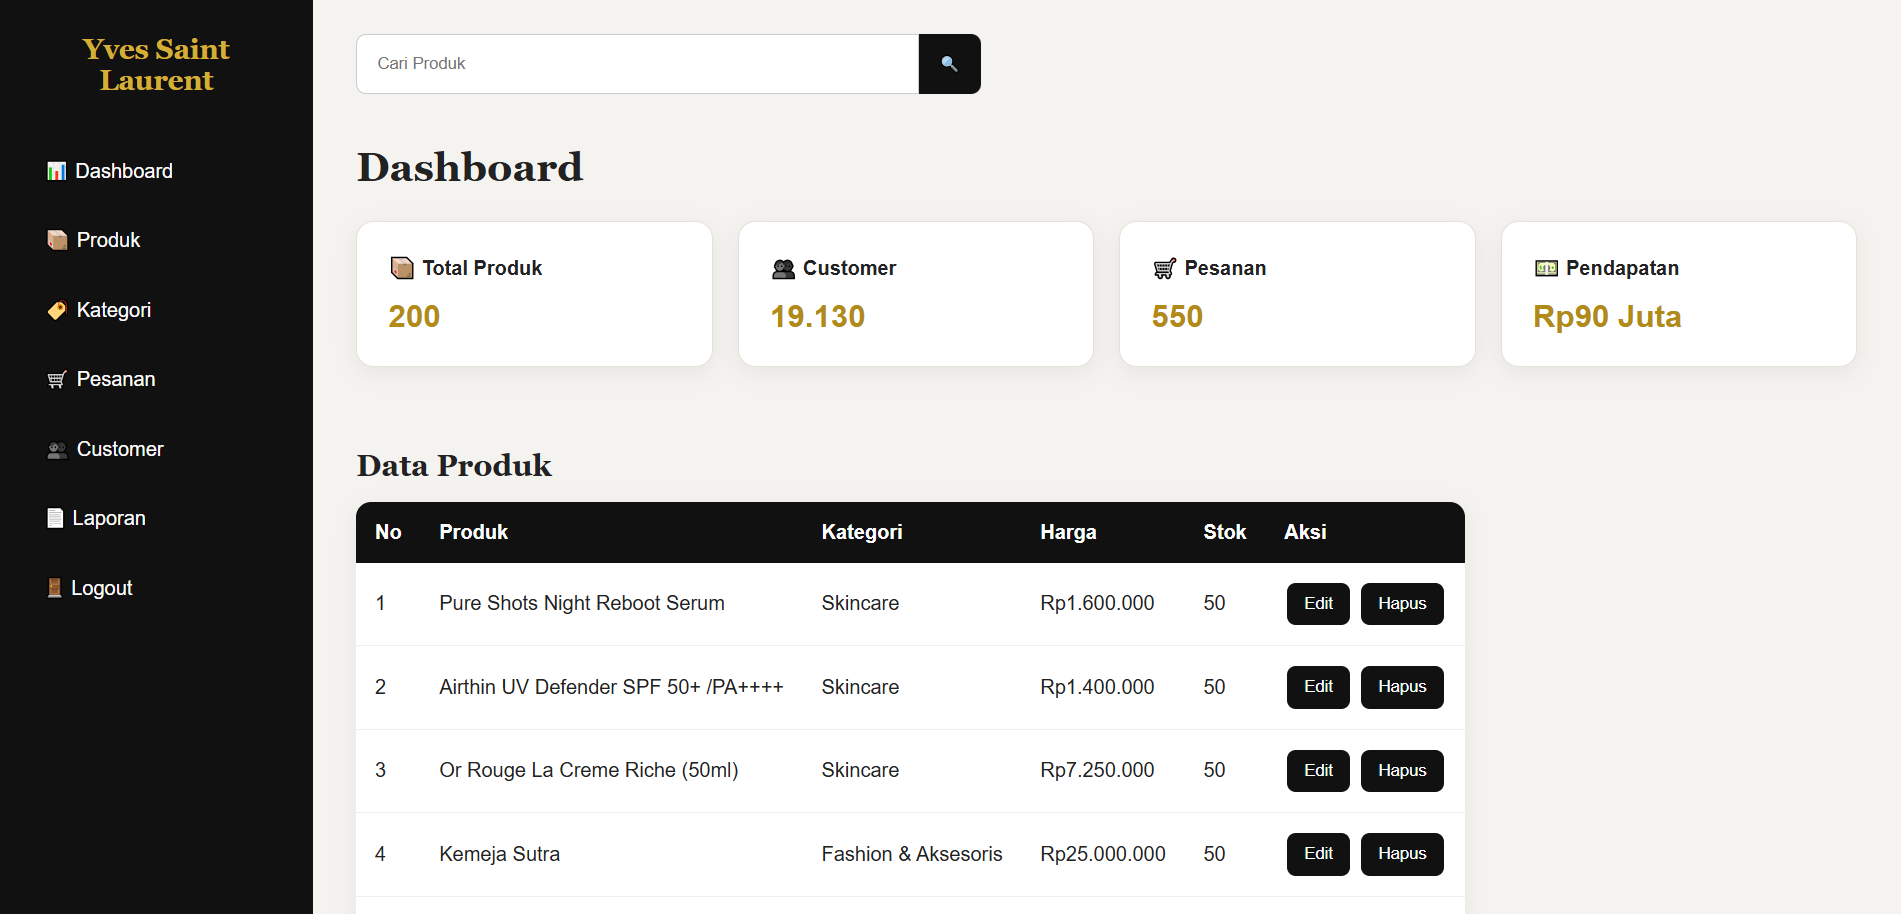 Yves Saint
Laurent
Dashboard
Produk
Kategori
Pesanan
Customer
Laporan
Logout
Cari Produk
Dashboard
Total Produk
200
Customer
19.130
Pesanan
550
Pendapatan
Rp90 Juta
Data Produk
No Produk Kategori Harga Stok Aksi
1 Pure Shots Night Reboot Serum Skincare Rp1.600.000 50 Edit Hapus
2 Airthin UV Defender SPF 50+ /PA++++ Skincare Rp1.400.000 50 Edit Hapus
3 Or Rouge La Creme Riche (50ml) Skincare Rp7.250.000 50 Edit Hapus
4 Kemeja Sutra Fashion & Aksesoris Rp25.000.000 50 Edit Hapus